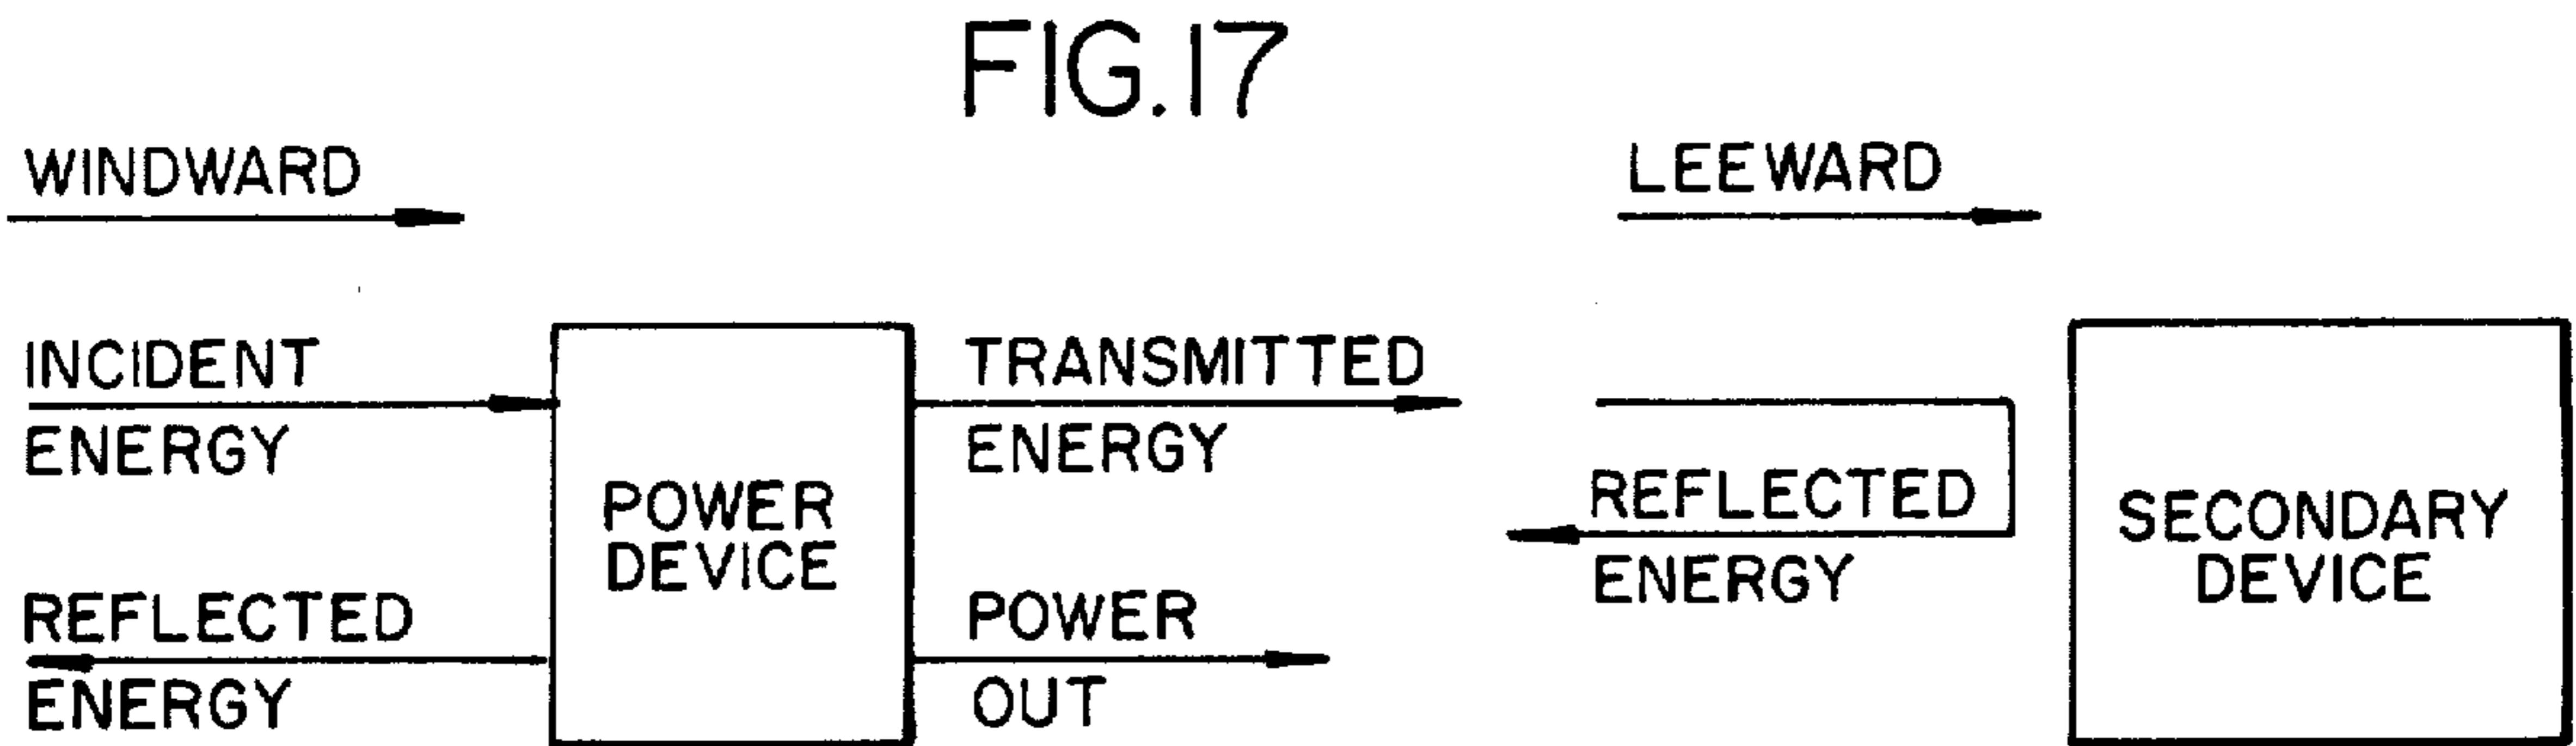 FIG.17
WINDWARD
LEEWARD
INCIDENT
ENERGY
REFLECTED
ENERGY
POWER
DEVICE
TRANSMITTED
ENERGY
POWER
OUT
REFLECTED
ENERGY
SECONDARY
DEVICE